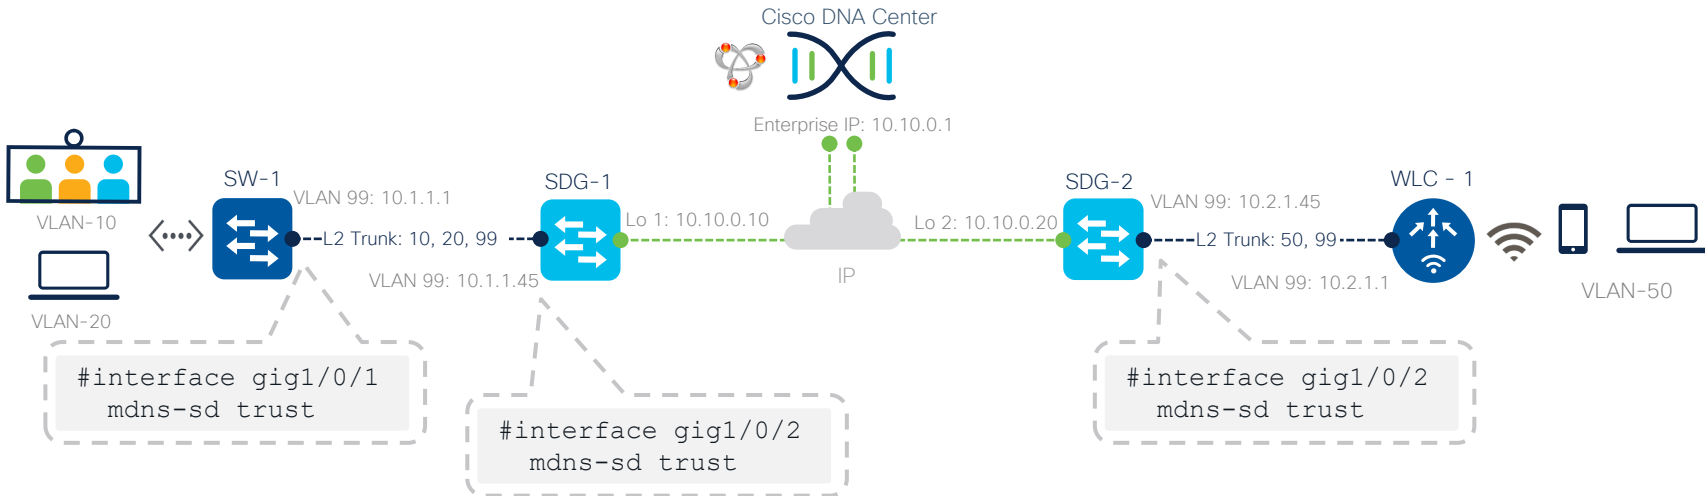 Cisco DNA Center
Enterprise IP: 10.10.0.1
VLAN-10
VLAN-20
SW-1
VLAN 99: 10.1.1.1
L2 Trunk: 10, 20, 99
SDG-1
VLAN 99: 10.1.1.45
Lo 1: 10.10.0.10
IP
Lo 2: 10.10.0.20
SDG-2
VLAN 99: 10.2.1.45
L2 Trunk: 50, 99
VLAN 99: 10.2.1.1
WLC - 1
VLAN-50
#interface gig1/0/1
mdns-sd trust
#interface gig1/0/2
mdns-sd trust
#interface gig1/0/2
mdns-sd trust